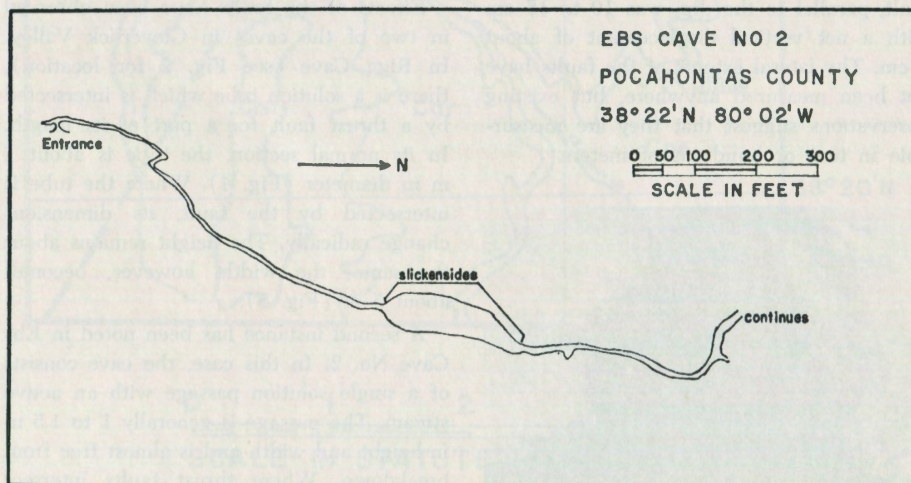 EBS CAVE NO 2
POCAHONTAS COUNTY
38° 22' N 80° 02' W
0 50 100 200 300
SCALE IN FEET
Entrance
N
slickensides
continues